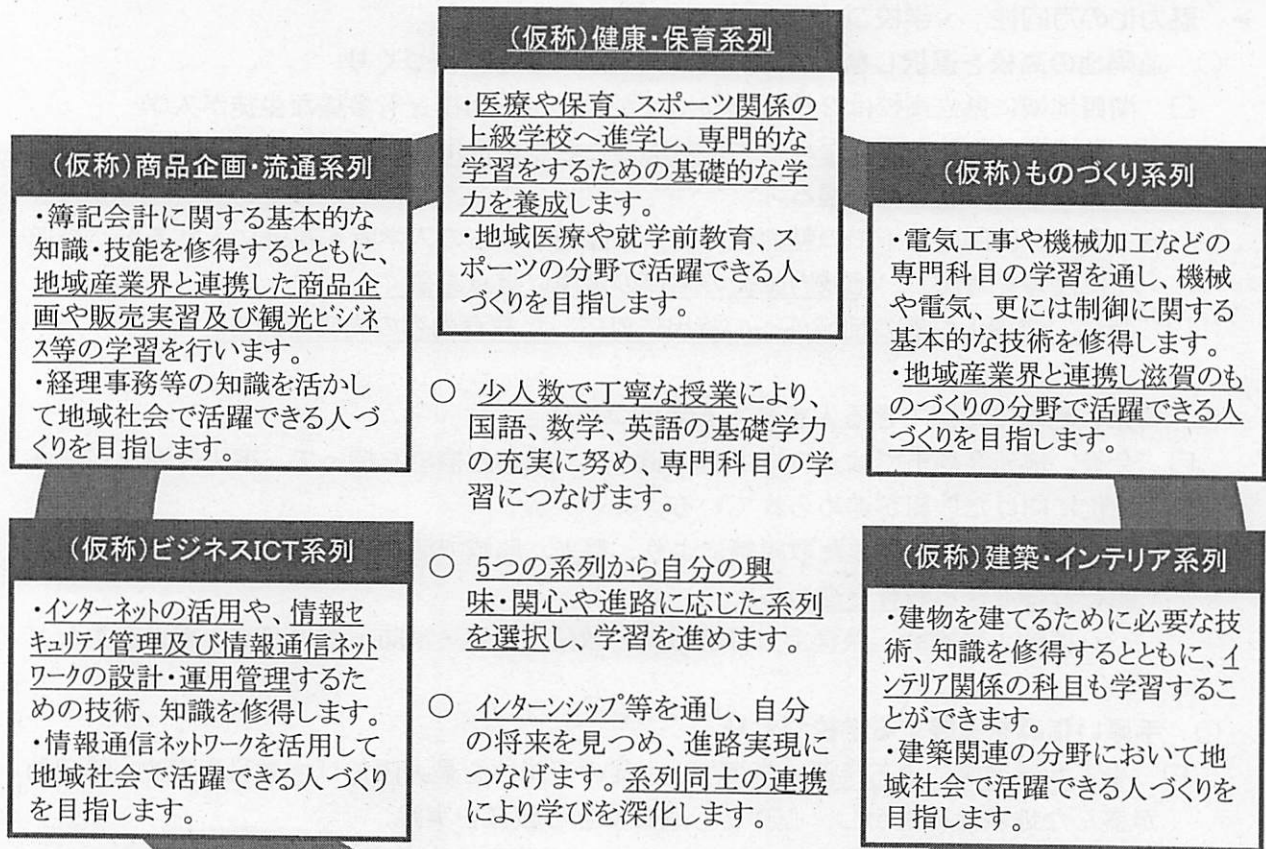 (仮称)健康・保育系列
・医療や保育、スポーツ関係の
上級学校へ進学し、専門的な
学習をするための基礎的な学
力を養成します。
・地域医療や就学前教育、ス
ポーツの分野で活躍できる人
づくりを目指します。
(仮称)商品企画・流通系列
・簿記会計に関する基本的な
知識・技能を修得するとともに、
地域産業界と連携した商品企
画や販売実習及び観光ビジネ
ス等の学習を行います。
・経理事務等の知識を活かし
て地域社会で活躍できる人づ
くりを目指します。
(仮称)ものづくり系列
・電気工事や機械加工などの
専門科目の学習を通し、機械
や電気、更には制御に関する
基本的な技術を修得します。
・地域産業界と連携し滋賀のも
のづくりの分野で活躍できる人
づくりを目指します。
○ 少人数で丁寧な授業により、
国語、数学、英語の基礎学力
の充実に努め、専門科目の学
習につなげます。
○ 5つの系列から自分の興
味・関心や進路に応じた系列
を選択し、学習を進めます。
○ インターンシップ等を通し、自分
の将来を見つめ、進路実現に
つなげます。系列同士の連携
により学びを深化します。
(仮称)ビジネスICT系列
・インターネットの活用や、情報セ
キュリティ管理及び情報通信ネット
ワークの設計・運用管理するた
めの技術、知識を修得します。
・情報通信ネットワークを活用して
地域社会で活躍できる人づくり
を目指します。
(仮称)建築・インテリア系列
・建物を建てるために必要な技
術、知識を修得するとともに、イ
ンテリア関係の科目も学習するこ
とができます。
・建築関連の分野において地
域社会で活躍できる人づくりを
目指します。